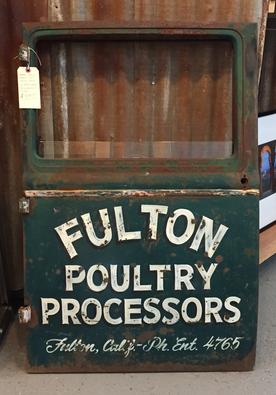 FULTON
POULTRY
PROCESSORS
Fulton, Calif.-Ph. Ent. 4765